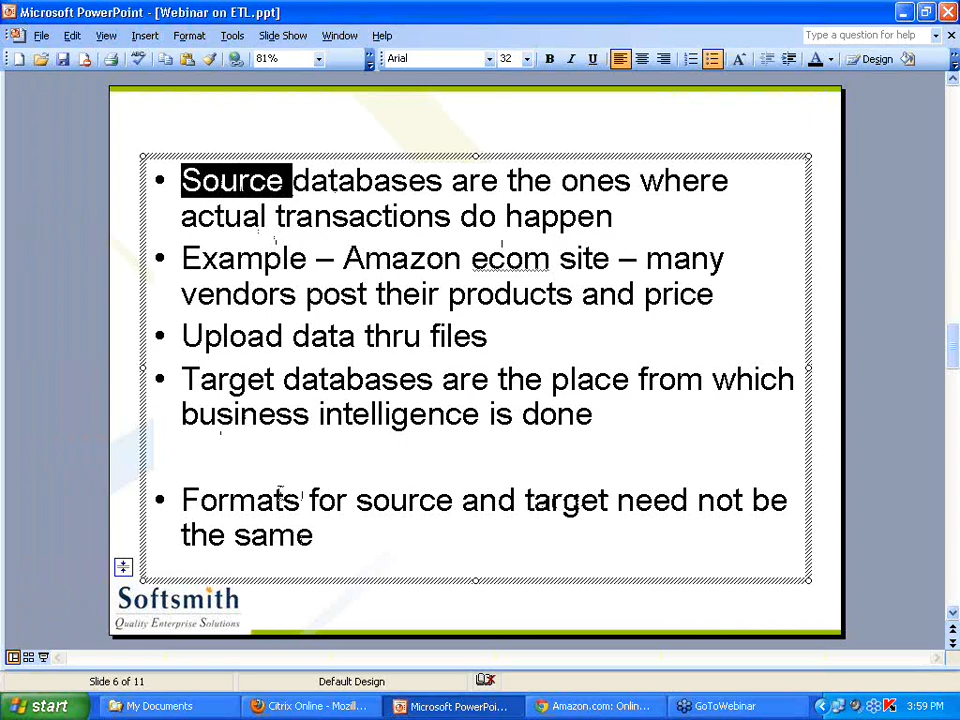 Microsoft PowerPoint - [Webinar on ETL.ppt]
File Edit View Insert Format Tools Slide Show Window Help
Type a question for help
81% Arial 32 B I U A A Design
• Source databases are the ones where
actual transactions do happen
• Example – Amazon ecom site – many
vendors post their products and price
• Upload data thru files
• Target databases are the place from which
business intelligence is done
• Formats for source and target need not be
the same
Softsmith
Quality Enterprise Solutions
Slide 6 of 11 Default Design
start My Documents Citrix Online - Mozil... Microsoft PowerPoi... Amazon.com: Onlin... GoToWebinar 3:59 PM